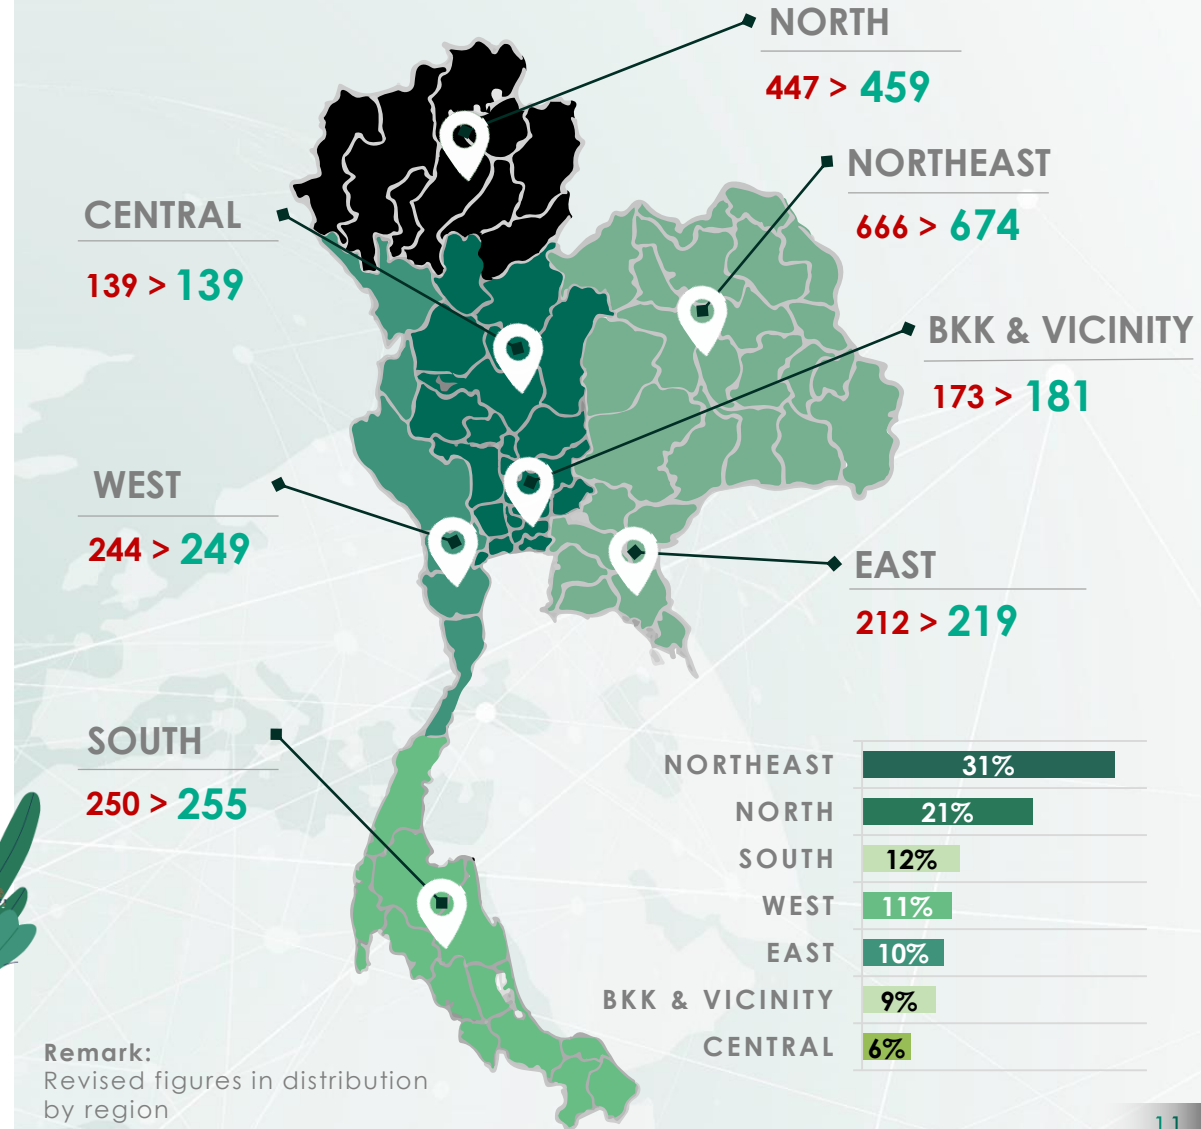 NORTH
447 > 459
NORTHEAST
666 > 674
CENTRAL
139 > 139
BKK & VICINITY
173 > 181
WEST
244 > 249
EAST
212 > 219
SOUTH
250 > 255
NORTHEAST 31%
NORTH 21%
SOUTH 12%
WEST 11%
EAST 10%
BKK & VICINITY 9%
CENTRAL 6%
Remark:
Revised figures in distribution
by region
11